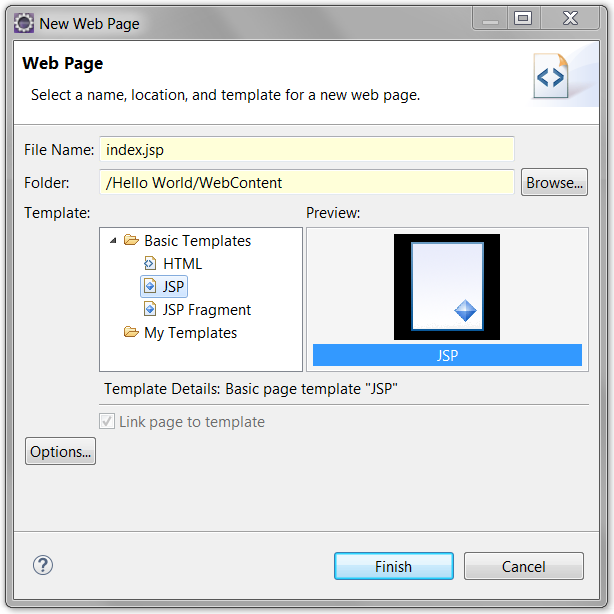 New Web Page
Web Page
Select a name, location, and template for a new web page.
File Name: index.jsp
Folder: /Hello World/WebContent Browse...
Template: Preview:
Basic Templates
HTML
JSP
JSP Fragment
My Templates
JSP
Template Details: Basic page template "JSP"
Link page to template
Options...
? Finish Cancel